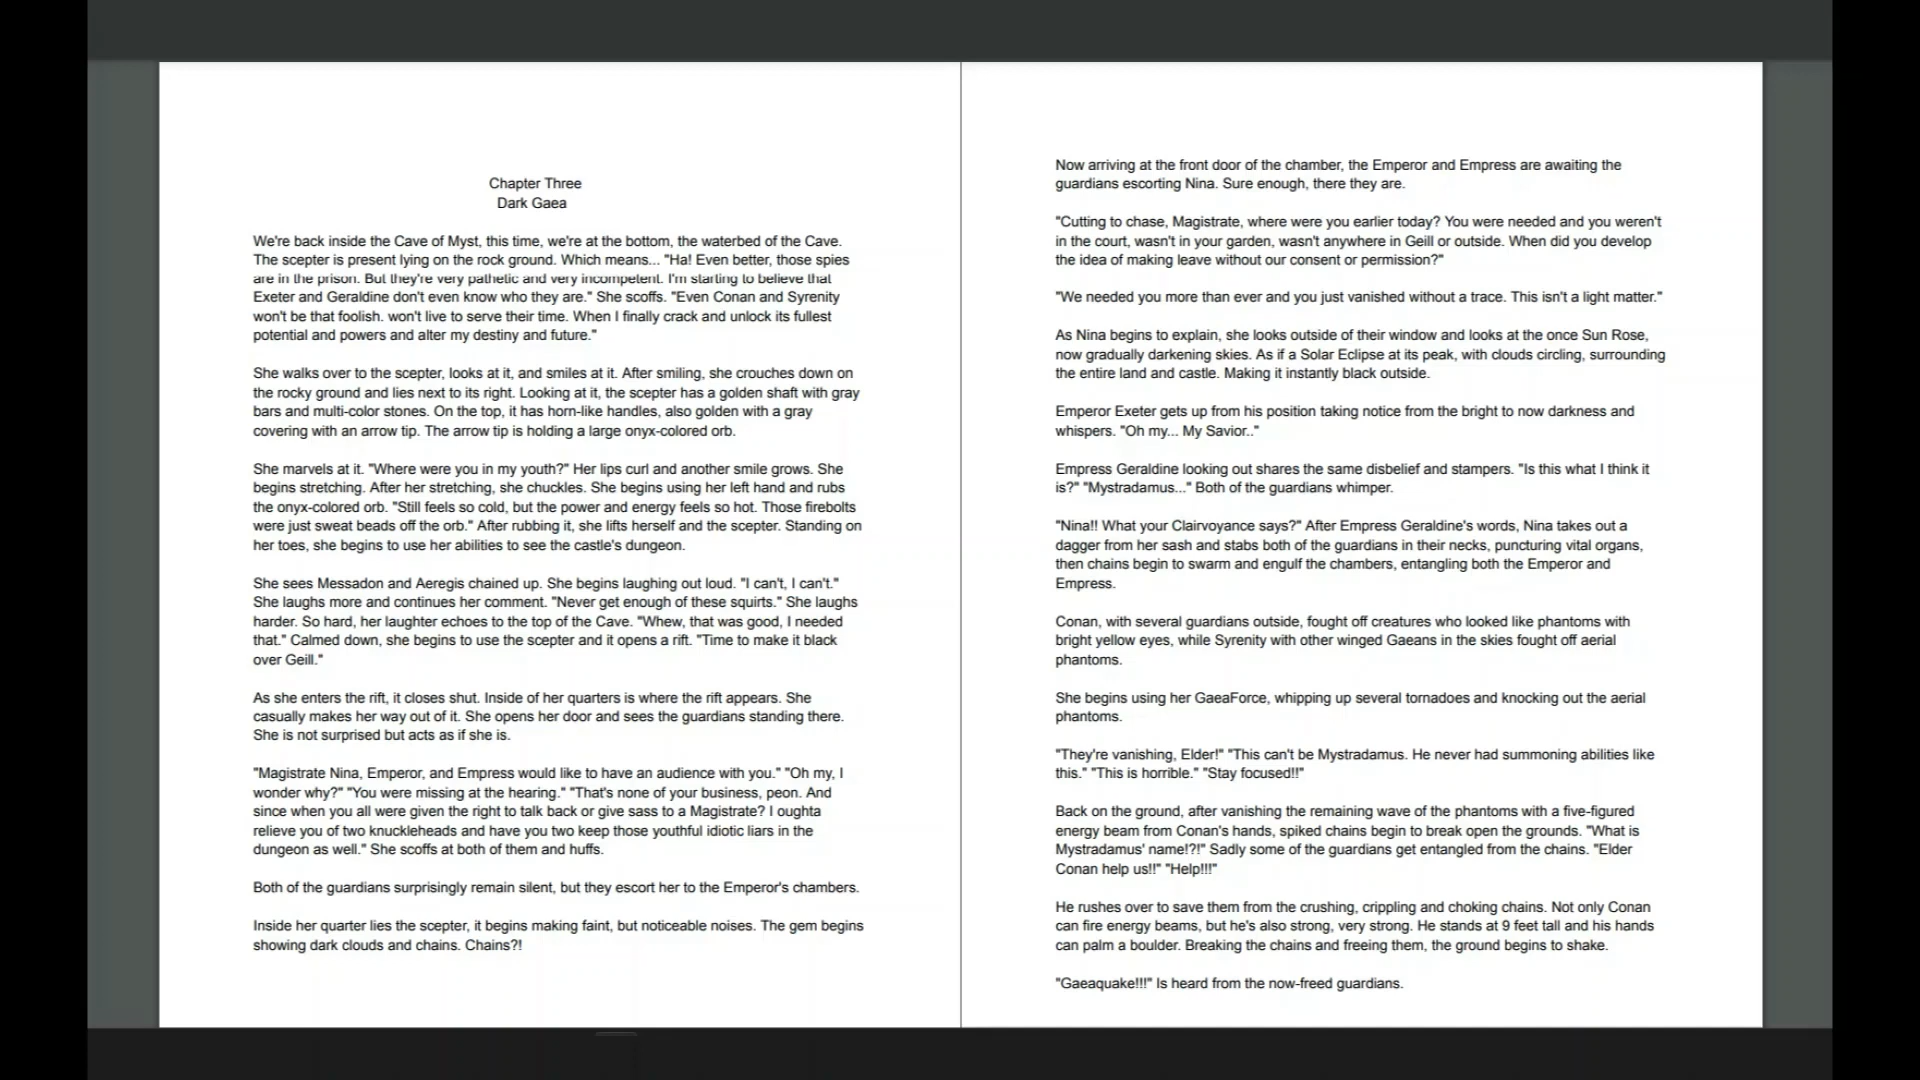 Chapter Three
Dark Gaea
We're back inside the Cave of Myst, this time, we're at the bottom, the waterbed of the Cave.
The scepter is present lying on the rock ground. Which means... "Ha! Even better, those spies
are in the prison. But they're very pathetic and very incompetent. I'm starting to believe that
Exeter and Geraldine don't even know who they are." She scoffs. "Even Conan and Syrenity
won't be that foolish. won't live to serve their time. When I finally crack and unlock its fullest
potential and powers and alter my destiny and future."
She walks over to the scepter, looks at it, and smiles at it. After smiling, she crouches down on
the rocky ground and lies next to its right. Looking at it, the scepter has a golden shaft with gray
bars and multi-color stones. On the top, it has horn-like handles, also golden with a gray
covering with an arrow tip. The arrow tip is holding a large onyx-colored orb.
She marvels at it. "Where were you in my youth?" Her lips curl and another smile grows. She
begins stretching. After her stretching, she chuckles. She begins using her left hand and rubs
the onyx-colored orb. "Still feels so cold, but the power and energy feels so hot. Those firebolts
were just sweat beads off the orb." After rubbing it, she lifts herself and the scepter. Standing on
her toes, she begins to use her abilities to see the castle's dungeon.
She sees Messadon and Aeregis chained up. She begins laughing out loud. "I can't, I can't."
She laughs more and continues her comment. "Never get enough of these squirts." She laughs
harder. So hard, her laughter echoes to the top of the Cave. "Whew, that was good, I needed
that." Calmed down, she begins to use the scepter and it opens a rift. "Time to make it black
over Geill."
As she enters the rift, it closes shut. Inside of her quarters is where the rift appears. She
casually makes her way out of it. She opens her door and sees the guardians standing there.
She is not surprised but acts as if she is.
"Magistrate Nina, Emperor, and Empress would like to have an audience with you." "Oh my, I
wonder why?" "You were missing at the hearing." "That's none of your business, peon. And
since when you all were given the right to talk back or give sass to a Magistrate? I oughta
relieve you of two knuckleheads and have you two keep those youthful idiotic liars in the
dungeon as well." She scoffs at both of them and huffs.
Both of the guardians surprisingly remain silent, but they escort her to the Emperor's chambers.
Inside her quarter lies the scepter, it begins making faint, but noticeable noises. The gem begins
showing dark clouds and chains. Chains?!
Now arriving at the front door of the chamber, the Emperor and Empress are awaiting the
guardians escorting Nina. Sure enough, there they are.
"Cutting to chase, Magistrate, where were you earlier today? You were needed and you weren't
in the court, wasn't in your garden, wasn't anywhere in Geill or outside. When did you develop
the idea of making leave without our consent or permission?"
"We needed you more than ever and you just vanished without a trace. This isn't a light matter."
As Nina begins to explain, she looks outside of their window and looks at the once Sun Rose,
now gradually darkening skies. As if a Solar Eclipse at its peak, with clouds circling, surrounding
the entire land and castle. Making it instantly black outside.
Emperor Exeter gets up from his position taking notice from the bright to now darkness and
whispers. "Oh my... My Savior.."
Empress Geraldine looking out shares the same disbelief and stampers. "Is this what I think it
is?" "Mystradamus..." Both of the guardians whimper.
"Nina!! What your Clairvoyance says?" After Empress Geraldine's words, Nina takes out a
dagger from her sash and stabs both of the guardians in their necks, puncturing vital organs,
then chains begin to swarm and engulf the chambers, entangling both the Emperor and
Empress.
Conan, with several guardians outside, fought off creatures who looked like phantoms with
bright yellow eyes, while Syrenity with other winged Gaeans in the skies fought off aerial
phantoms.
She begins using her GaeaForce, whipping up several tornadoes and knocking out the aerial
phantoms.
"They're vanishing, Elder!" "This can't be Mystradamus. He never had summoning abilities like
this." "This is horrible." "Stay focused!!"
Back on the ground, after vanishing the remaining wave of the phantoms with a five-figured
energy beam from Conan's hands, spiked chains begin to break open the grounds. "What is
Mystradamus' name!?!" Sadly some of the guardians get entangled from the chains. "Elder
Conan help us!!" "Help!!!"
He rushes over to save them from the crushing, crippling and choking chains. Not only Conan
can fire energy beams, but he's also strong, very strong. He stands at 9 feet tall and his hands
can palm a boulder. Breaking the chains and freeing them, the ground begins to shake.
"Gaeaquake!!!" Is heard from the now-freed guardians.